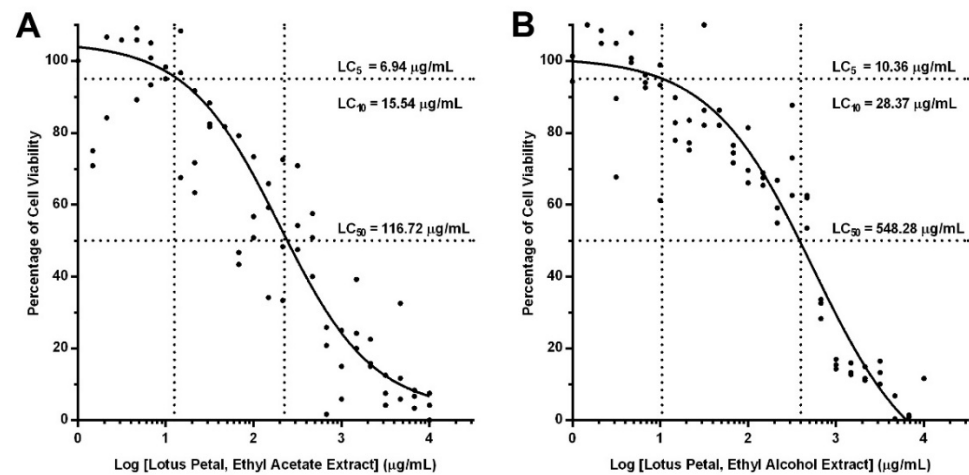 A
LC5 = 6.94 µg/mL
LC10 = 15.54 µg/mL
LC50 = 116.72 µg/mL
Percentage of Cell Viability
100
80
60
40
20
0
0 1 2 3 4
Log [Lotus Petal, Ethyl Acetate Extract] (µg/mL)
B
LC5 = 10.36 µg/mL
LC10 = 28.37 µg/mL
LC50 = 548.28 µg/mL
Percentage of Cell Viability
100
80
60
40
20
0
0 1 2 3 4
Log [Lotus Petal, Ethyl Alcohol Extract] (µg/mL)